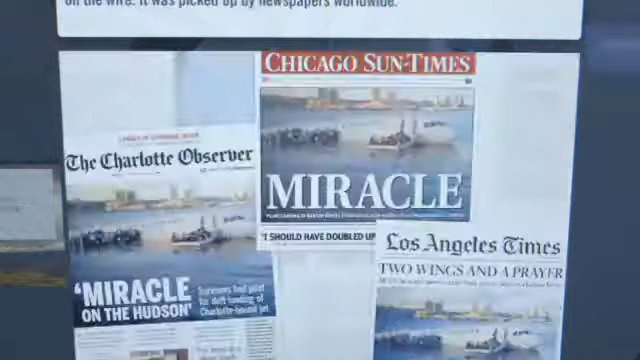 on the wire. It was picked up by newspapers worldwide.
CHICAGO SUN-TIMES
MIRACLE
'I SHOULD HAVE DOUBLED UP
The Charlotte Observer
'MIRACLE
ON THE HUDSON'
Survivors hail pilot
for deft landing of
Charlotte-bound jet
Los Angeles Times
TWO WINGS AND A PRAYER